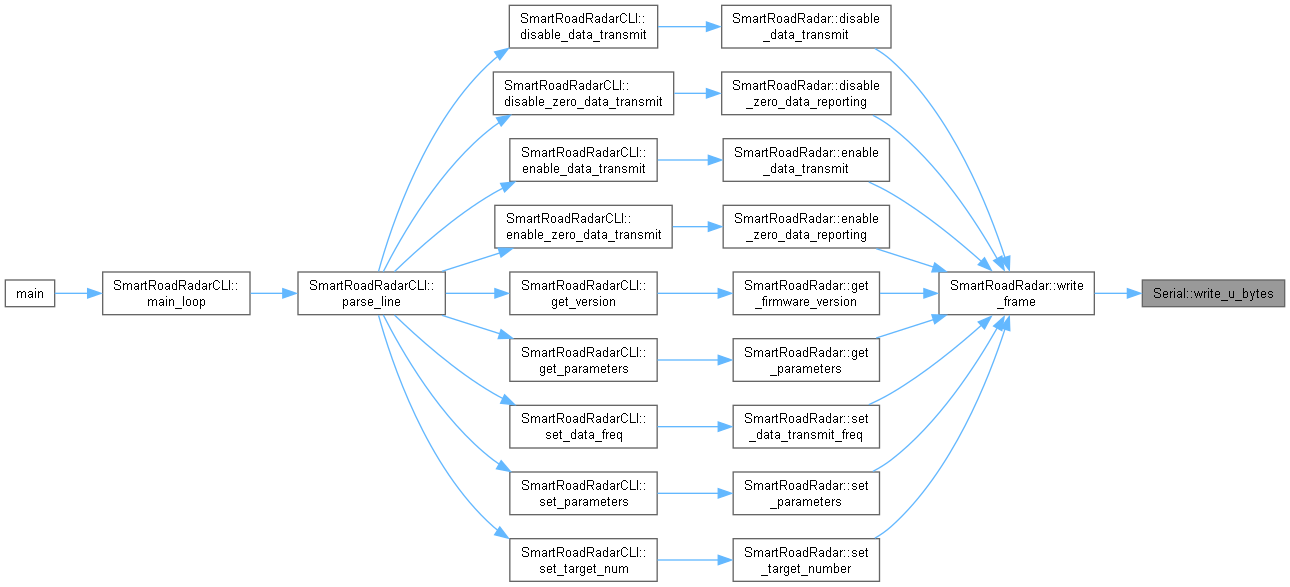 SmartRoadRadarCLI::
disable_data_transmit
SmartRoadRadar::disable
_data_transmit
SmartRoadRadarCLI::
disable_zero_data_transmit
SmartRoadRadar::disable
_zero_data_reporting
SmartRoadRadarCLI::
enable_data_transmit
SmartRoadRadar::enable
_data_transmit
SmartRoadRadarCLI::
enable_zero_data_transmit
SmartRoadRadar::enable
_zero_data_reporting
main
SmartRoadRadarCLI::
main_loop
SmartRoadRadarCLI::
parse_line
SmartRoadRadarCLI::
get_version
SmartRoadRadar::get
_firmware_version
SmartRoadRadar::write
_frame
Serial::write_u_bytes
SmartRoadRadarCLI::
get_parameters
SmartRoadRadar::get
_parameters
SmartRoadRadarCLI::
set_data_freq
SmartRoadRadar::set
_data_transmit_freq
SmartRoadRadarCLI::
set_parameters
SmartRoadRadar::set
_parameters
SmartRoadRadarCLI::
set_target_num
SmartRoadRadar::set
_target_number